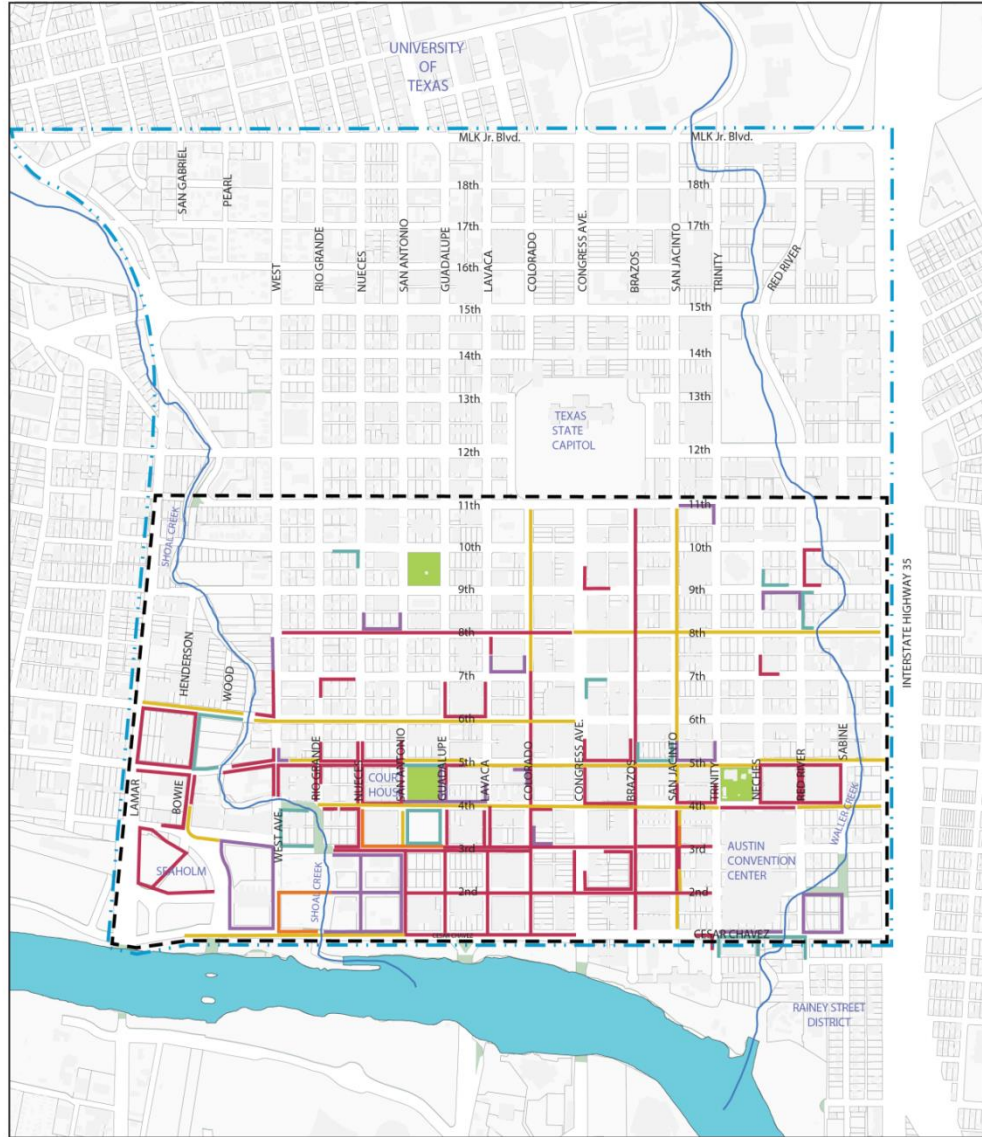 UNIVERSITY
OF
TEXAS
MLK Jr. Blvd.
MLK Jr. Blvd.
SAN GABRIEL
PEARL
18th
18th
17th
17th
WEST
RIO GRANDE
NUECES
SAN ANTONIO
GUADALUPE
LAVACA
COLORADO
CONGRESS AVE.
BRAZOS
SAN JACINTO
TRINITY
RED RIVER
16th
16th
15th
15th
14th
14th
13th
13th
TEXAS
STATE
CAPITOL
12th
12th
11th
11th
SHOAL CREEK
10th
10th
9th
9th
INTERSTATE HIGHWAY 35
8th
8th
HENDERSON
WOOD
7th
7th
6th
6th
LAMAR
BOWIE
RIO GRANDE
NUECES
SAN ANTONIO
GUADALUPE
LAVACA
COLORADO
CONGRESS AVE.
BRAZOS
SAN JACINTO
TRINITY
NECHES
RED RIVER
SABINE
5th
5th
COURT
HOUSE
4th
4th
WEST AVE.
WALLER CREEK
3rd
3rd
AUSTIN
CONVENTION
CENTER
SEAHOLM
SHOAL CREEK
2nd
2nd
CESAR CHAVEZ
CESAR CHAVEZ
RAINEY STREET
DISTRICT